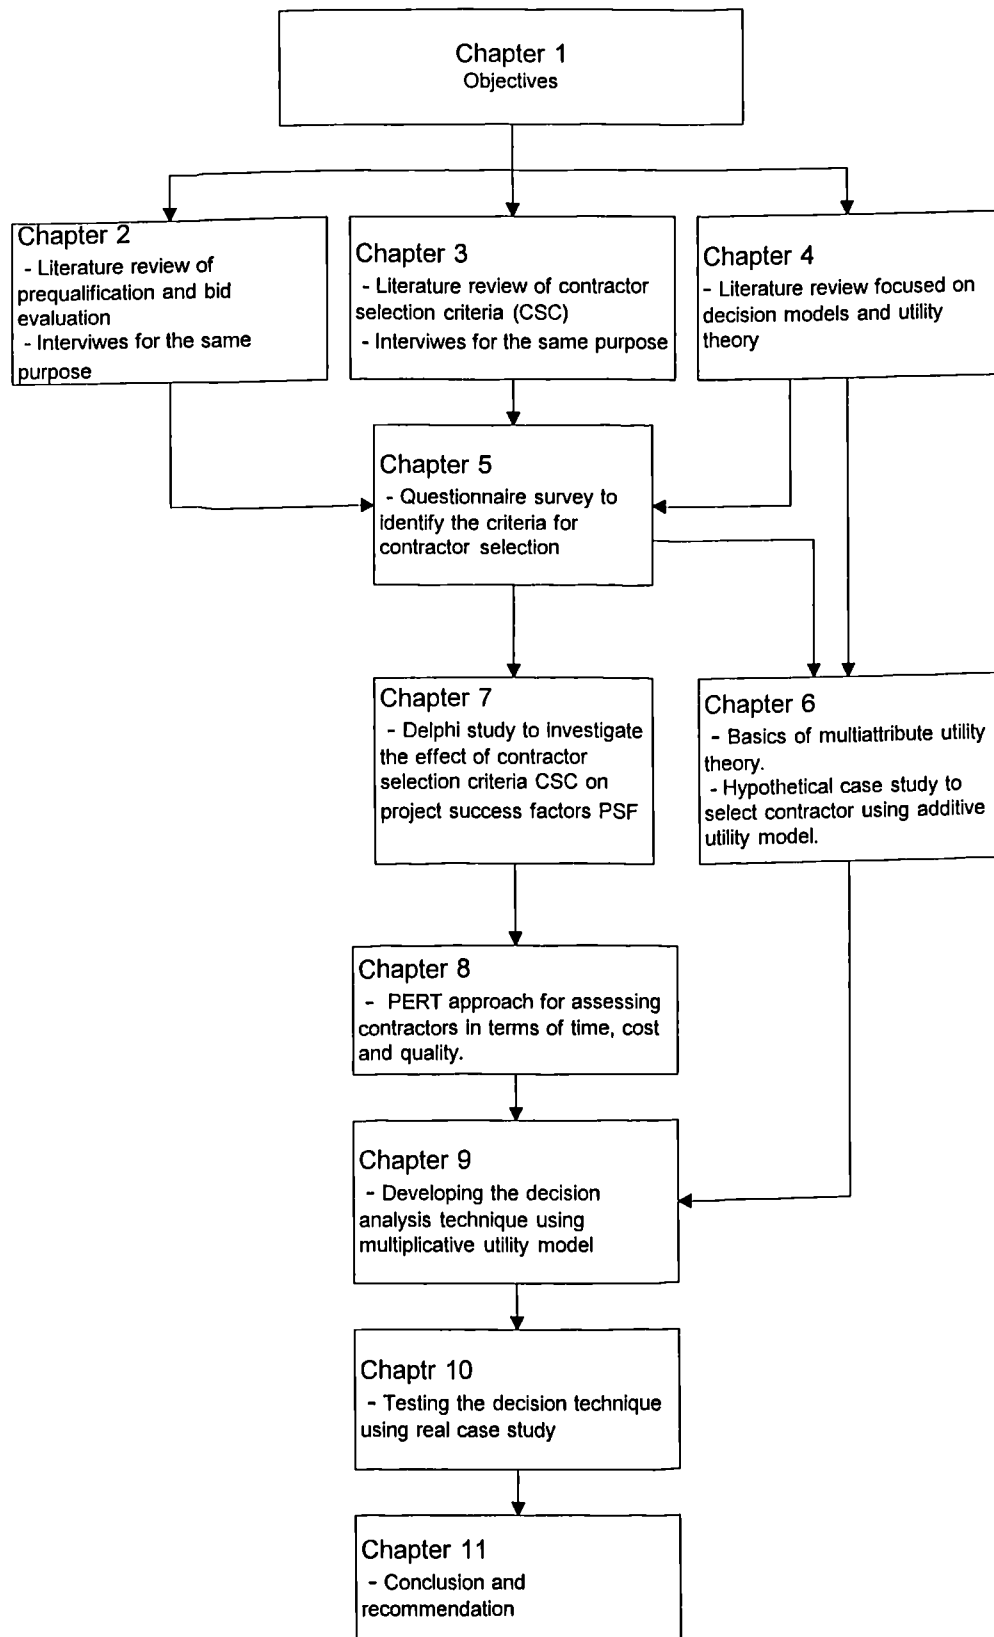 Chapter 1
Objectives
Chapter 2
- Literature review of
prequalification and bid
evaluation
- Interviwes for the same
purpose
Chapter 3
- Literature review of contractor
selection criteria (CSC)
- Interviwes for the same purpose
Chapter 4
- Literature review focused on
decision models and utility
theory
Chapter 5
- Questionnaire survey to
identify the criteria for
contractor selection
Chapter 7
- Delphi study to investigate
the effect of contractor
selection criteria CSC on
project success factors PSF
Chapter 6
- Basics of multiattribute utility
theory.
- Hypothetical case study to
select contractor using additive
utility model.
Chapter 8
- PERT approach for assessing
contractors in terms of time, cost
and quality.
Chapter 9
- Developing the decision
analysis technique using
multiplicative utility model
Chaptr 10
- Testing the decision technique
using real case study
Chapter 11
- Conclusion and
recommendation